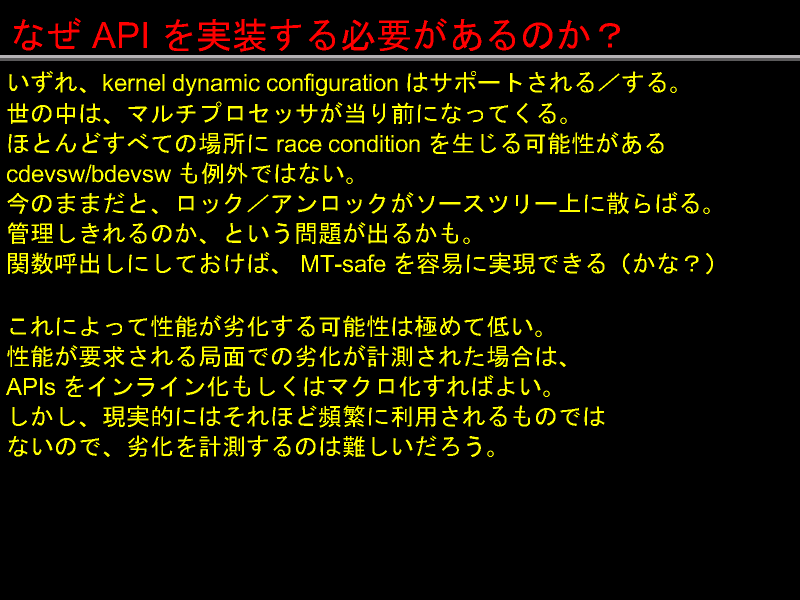 なぜ API を実装する必要があるのか？
いずれ、kernel dynamic configuration はサポートされる／する。
世の中は、マルチプロセッサが当り前になってくる。
ほとんどすべての場所に race condition を生じる可能性がある
cdevsw/bdevsw も例外ではない。
今のままだと、ロック／アンロックがソースツリー上に散らばる。
管理しきれるのか、という問題が出るかも。
関数呼出しにしておけば、 MT-safe を容易に実現できる（かな？）
これによって性能が劣化する可能性は極めて低い。
性能が要求される局面での劣化が計測された場合は、
APIs をインライン化もしくはマクロ化すればよい。
しかし、現実的にはそれほど頻繁に利用されるものでは
ないので、劣化を計測するのは難しいだろう。